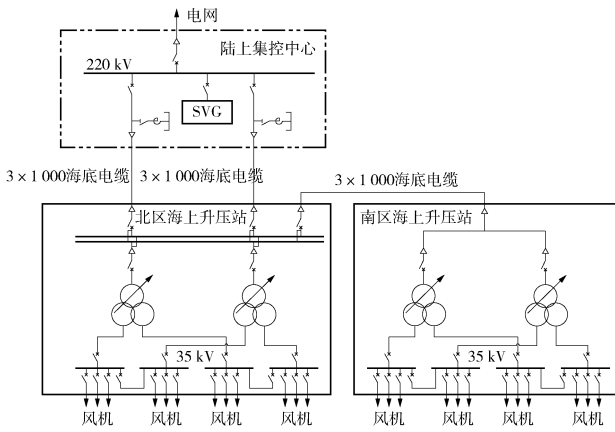 电网
陆上集控中心
220 kV
SVG
3×1 000海底电缆 3×1 000海底电缆
3×1 000海底电缆
北区海上升压站
南区海上升压站
35 kV
35 kV
风机 风机 风机 风机
风机 风机 风机 风机